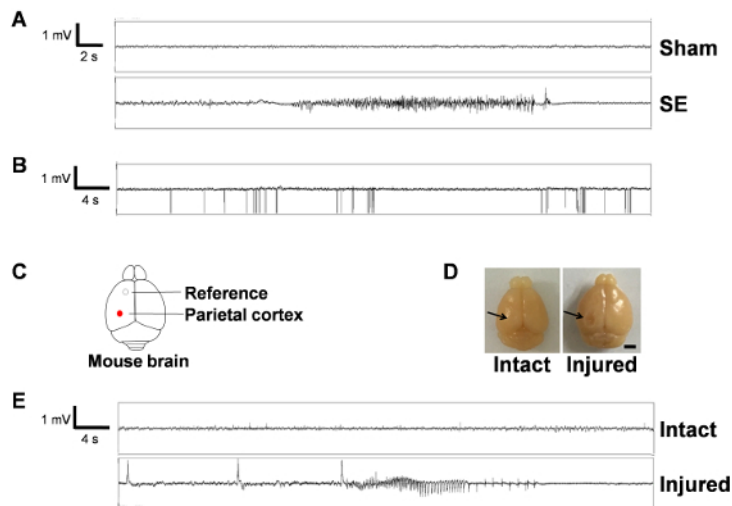 A
1 mV
2 s
Sham
SE
B
1 mV
4 s
C
Reference
Parietal cortex
Mouse brain
D
Intact
Injured
E
1 mV
4 s
Intact
Injured